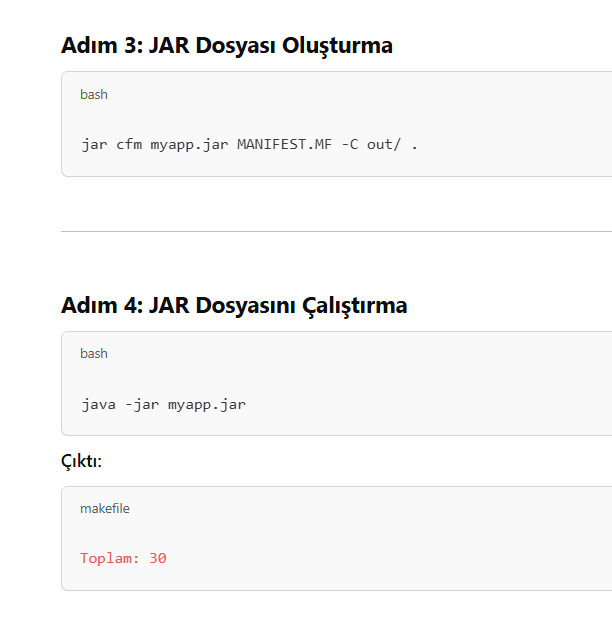 Adım 3: JAR Dosyası Oluşturma
bash
jar cfm myapp.jar MANIFEST.MF -C out/ .
Adım 4: JAR Dosyasını Çalıştırma
bash
java -jar myapp.jar
Çıktı:
makefile
Toplam: 30